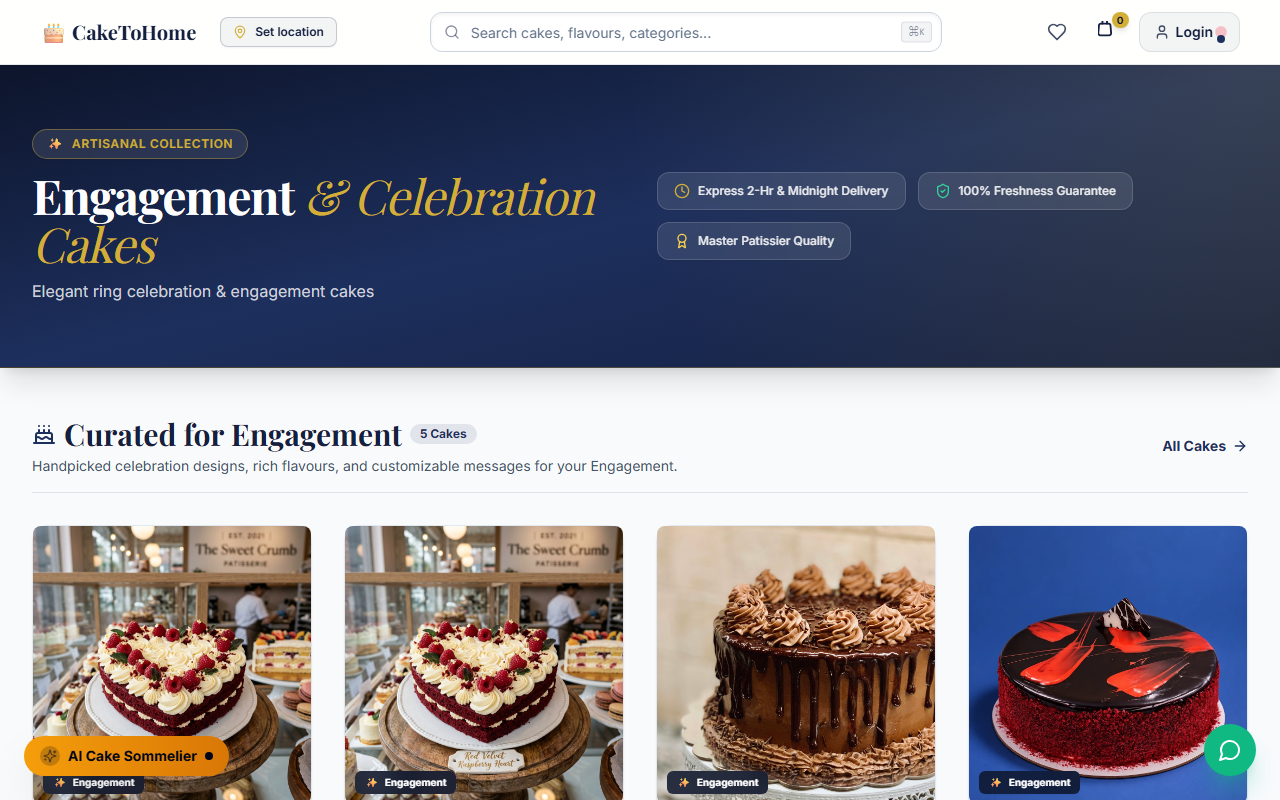 CakeToHome
Set location
Search cakes, flavours, categories...
⌘K
0
Login
ARTISANAL COLLECTION
Engagement & Celebration
Cakes
Elegant ring celebration & engagement cakes
Express 2-Hr & Midnight Delivery
100% Freshness Guarantee
Master Patissier Quality
Curated for Engagement
5 Cakes
Handpicked celebration designs, rich flavours, and customizable messages for your Engagement.
All Cakes
EST. 2021
The Sweet Crumb
PATISSERIE
EST. 2021
The Sweet Crumb
PATISSERIE
Red Velvet
Raspberry Heart
AI Cake Sommelier
Engagement
Engagement
Engagement
Engagement